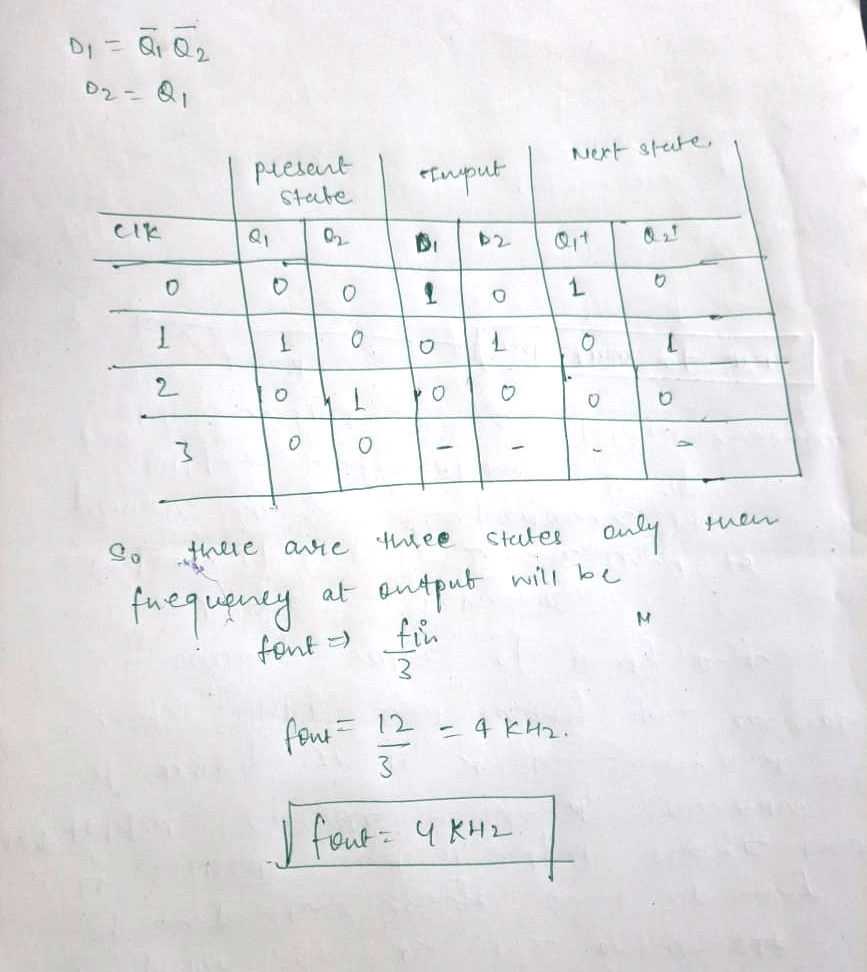 D1 = Q̄1 Q̄2
D2 = Q1
present state Input Next state
Clk Q1 Q2 D1 D2 Q1+ Q2+
0 0 0 1 0 1 0
1 1 0 0 1 0 1
2 0 1 0 0 0 0
3 0 0 - - - -
So there are three states only then
frequency at output will be
fout ⇒ fin/3
fout = 12/3 = 4 KHz.
fout = 4 KHz